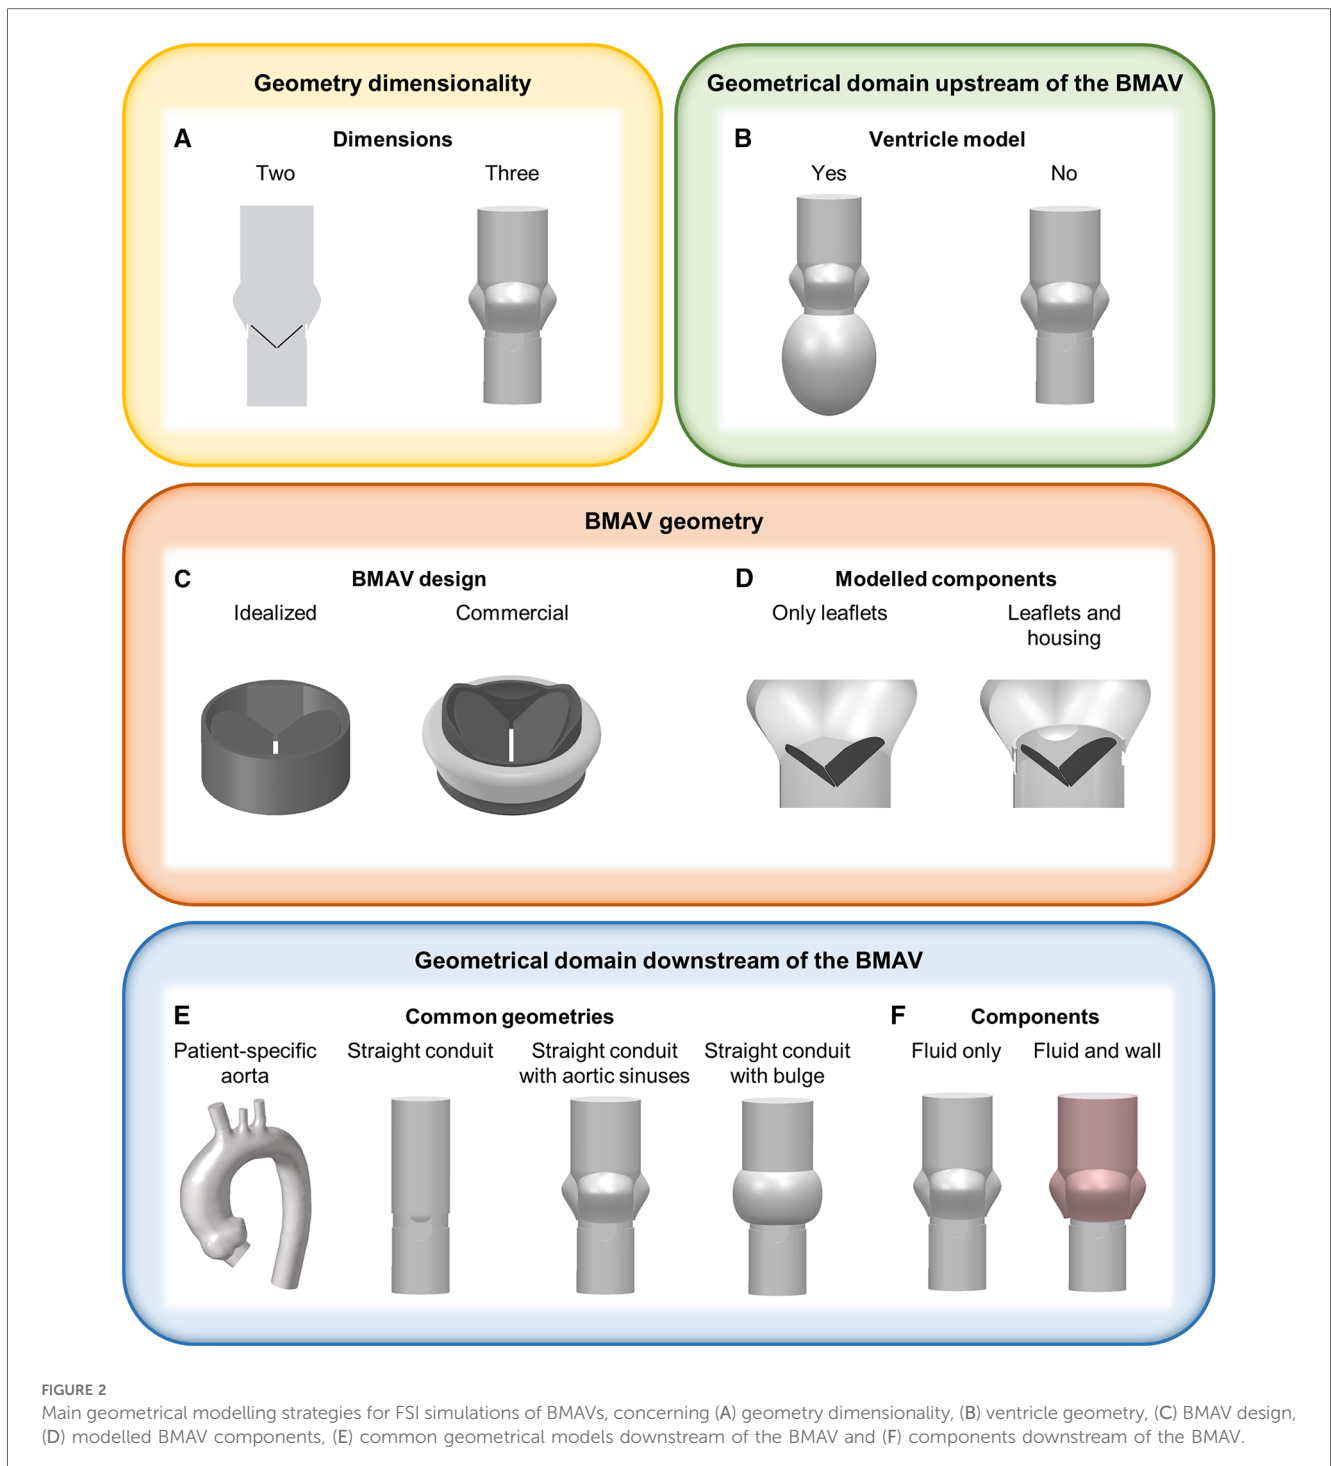 Geometry dimensionality
A
Dimensions
Two
Three
Geometrical domain upstream of the BMAV
B
Ventricle model
Yes
No
BMAV geometry
C
BMAV design
Idealized
Commercial
D
Modelled components
Only leaflets
Leaflets and
housing
Geometrical domain downstream of the BMAV
E
Common geometries
Patient-specific
aorta
Straight conduit
Straight conduit
with aortic sinuses
Straight conduit
with bulge
F
Components
Fluid only
Fluid and wall
FIGURE 2
Main geometrical modelling strategies for FSI simulations of BMAVs, concerning (A) geometry dimensionality, (B) ventricle geometry, (C) BMAV design,
(D) modelled BMAV components, (E) common geometrical models downstream of the BMAV and (F) components downstream of the BMAV.